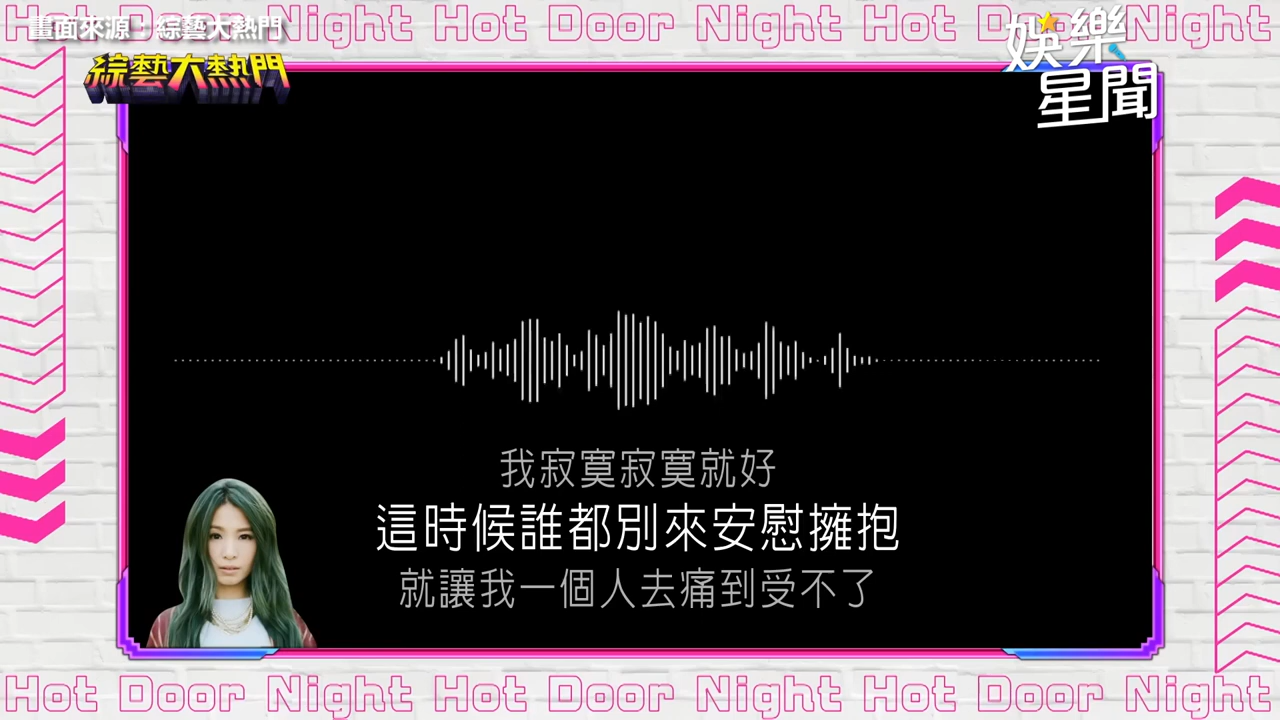 Hot Door Night Hot Door Night Hot Door Night
畫面來源：綜藝大熱門
綜藝大熱門
娛樂
星聞
我寂寞寂寞就好
這時候誰都別來安慰擁抱
就讓我一個人去痛到受不了
Hot Door Night Hot Door Night Hot Door Night